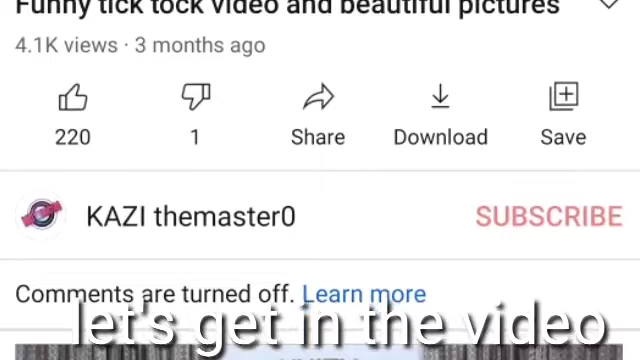 Funny tick tock video and beautiful pictures
4.1K views · 3 months ago
220
1
Share
Download
Save
KAZI themaster0
SUBSCRIBE
Comments are turned off. Learn more
let's get in the video